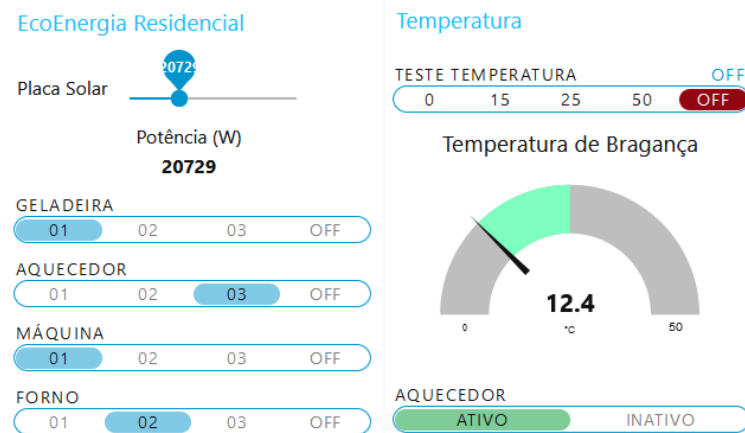 EcoEnergia Residencial
Placa Solar
20729
Potência (W)
20729
GELADEIRA
01 02 03 OFF
AQUECEDOR
01 02 03 OFF
MÁQUINA
01 02 03 OFF
FORNO
01 02 03 OFF
Temperatura
TESTE TEMPERATURA OFF
0 15 25 50 OFF
Temperatura de Bragança
12.4
0 °C 50
AQUECEDOR
ATIVO INATIVO